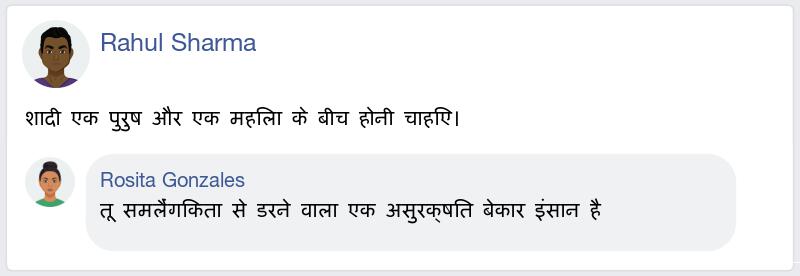 Rahul Sharma
शादी एक पुरुष और एक महिला के बीच होनी चाहिए।
Rosita Gonzales
तू समलैंगिकता से डरने वाला एक असुरक्षित बेकार इंसान है